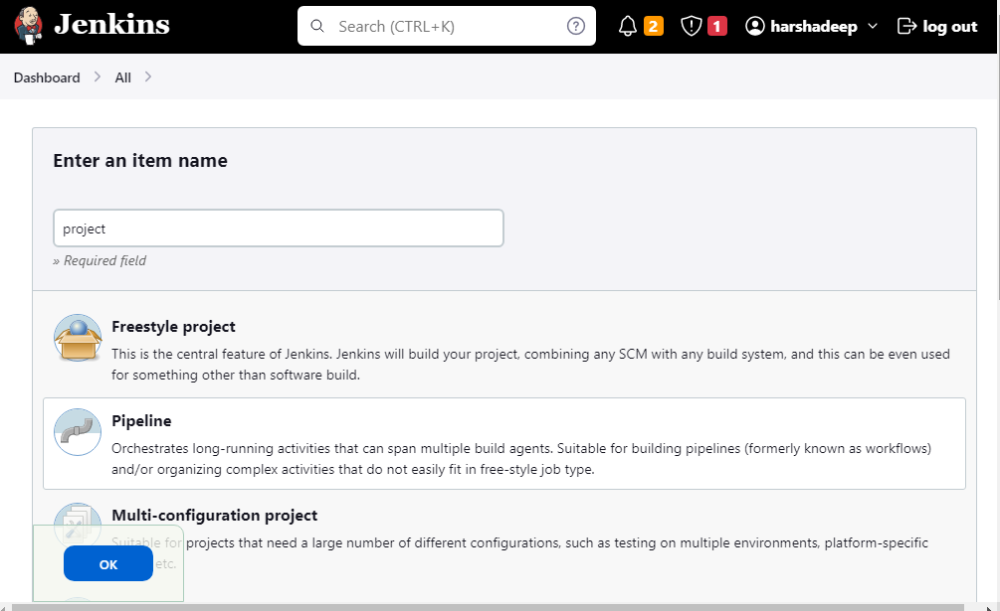 Jenkins
Search (CTRL+K)
?
2
1
harshadeep
log out
Dashboard
All
Enter an item name
project
» Required field
Freestyle project
This is the central feature of Jenkins. Jenkins will build your project, combining any SCM with any build system, and this can be even used
for something other than software build.
Pipeline
Orchestrates long-running activities that can span multiple build agents. Suitable for building pipelines (formerly known as workflows)
and/or organizing complex activities that do not easily fit in free-style job type.
Multi-configuration project
Suitable for projects that need a large number of different configurations, such as testing on multiple environments, platform-specific
etc.
OK